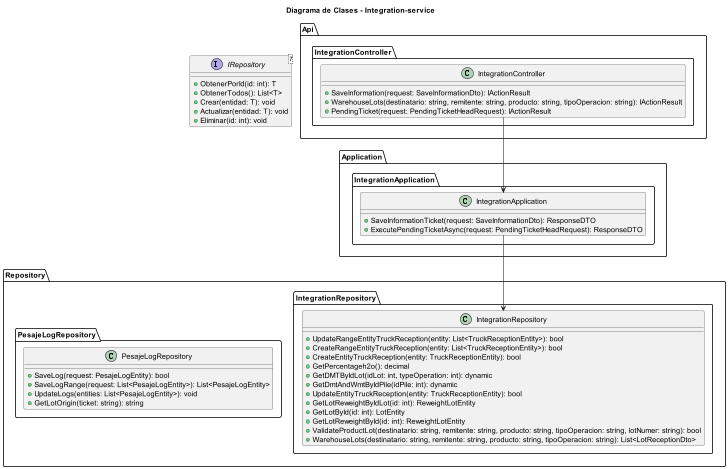 Diagrama de Clases - Integration-service
Api
IntegrationController
C IntegrationController
SaveInformation(request: SaveInformationDto): IActionResult
WarehouseLots(destinatario: string, remitente: string, producto: string, tipoOperacion: string): IActionResult
PendingTicket(request: PendingTicketHeadRequest): IActionResult
I IRepository
T
ObtenerPorId(id: int): T
ObtenerTodos(): List<T>
Crear(entidad: T): void
Actualizar(entidad: T): void
Eliminar(id: int): void
Application
IntegrationApplication
C IntegrationApplication
SaveInformationTicket(request: SaveInformationDto): ResponseDTO
ExecutePendingTicketAsync(request: PendingTicketHeadRequest): ResponseDTO
Repository
PesajeLogRepository
C PesajeLogRepository
SaveLog(request: PesajeLogEntity): bool
SaveLogRange(request: List<PesajeLogEntity>): List<PesajeLogEntity>
UpdateLogs(entities: List<PesajeLogEntity>): void
GetLotOrigin(ticket: string): string
IntegrationRepository
C IntegrationRepository
UpdateRangeEntityTruckReception(entity: List<TruckReceptionEntity>): bool
CreateRangeEntityTruckReception(entity: List<TruckReceptionEntity>): bool
CreateEntityTruckReception(entity: TruckReceptionEntity): bool
GetPercentageh2o(): decimal
GetDMTByIdLot(idLot: int, typeOperation: int): dynamic
GetDmtAndWmtByIdPile(idPile: int): dynamic
UpdateEntityTruckReception(entity: TruckReceptionEntity): bool
GetLotReweightByIdLot(id: int): ReweightLotEntity
GetLotById(id: int): LotEntity
GetLotReweightById(id: int): ReweightLotEntity
ValidateProductLot(destinatario: string, remitente: string, producto: string, tipoOperacion: string, lotNumer: string): bool
WarehouseLots(destinatario: string, remitente: string, producto: string, tipoOperacion: string): List<LotReceptionDto>